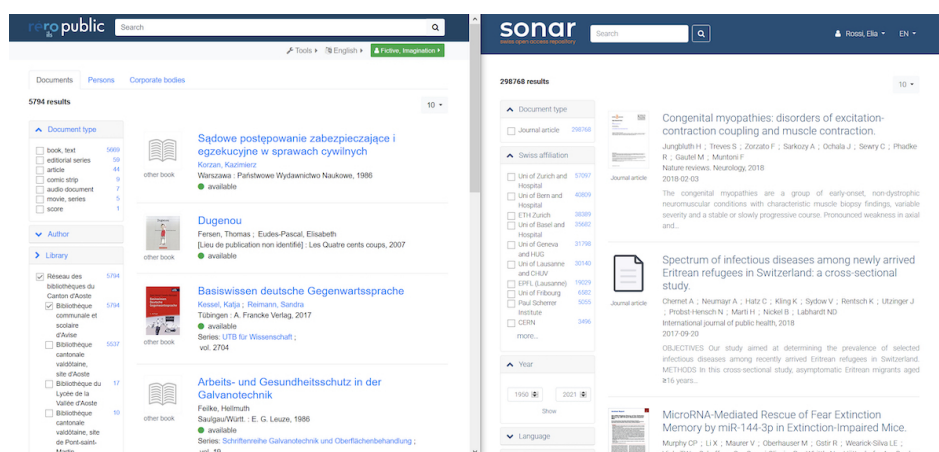 rero public
Search
Tools
English
Fictive, Imagination
Documents Persons Corporate bodies
5794 results
10
Document type
book, text 5669
editorial series 59
article 44
comic strip 9
audio document 7
movie, series 5
score 1
Author
Library
Réseau des bibliothèques du Canton d'Aoste 5794
Bibliothèque communale et scolaire d'Avise 5794
Bibliothèque cantonale valdôtaine, site d'Aoste 5537
Bibliothèque du Lycée de la Vallée d'Aoste 57
Bibliothèque cantonale valdôtaine, site de Pont-saint-Martin 50
other book
Sądowe postępowanie zabezpieczające i
egzekucyjne w sprawach cywilnych
Korzan, Kazimierz
Warszawa : Państwowe Wydawnictwo Naukowe, 1986
available
other book
Dugenou
Fersen, Thomas ; Eudes-Pascal, Elisabeth
[Lieu de publication non identifié] : Les Quatre cents coups, 2007
available
other book
Basiswissen deutsche Gegenwartssprache
Kessel, Katja ; Reimann, Sandra
Tübingen : A. Francke Verlag, 2017
available
Series: UTB für Wissenschaft ;
vol. 2704
other book
Arbeits- und Gesundheitsschutz in der
Galvanotechnik
Feilke, Hellmuth
Saulgau/Württ. : E. G. Leuze, 1986
available
Series: Schriftenreihe Galvanotechnik und Oberflächenbehandlung ;
vol. 19
sonar
swiss open access repository
Search
Rossi, Elia
EN
298768 results
10
Document type
Journal article 298768
Swiss affiliation
Uni of Zurich and Hospital 57097
Uni of Bern and Hospital 40809
ETH Zurich 38389
Uni of Basel and Hospital 35682
Uni of Geneva and HUG 31798
Uni of Lausanne and CHUV 30140
EPFL (Lausanne) 19029
Uni of Fribourg 6582
Paul Scherrer Institute 5055
CERN 3496
more...
Year
1950 2021
Show
Language
Journal article
Congenital myopathies: disorders of excitation-
contraction coupling and muscle contraction.
Jungbluth H ; Treves S ; Zorzato F ; Sarkozy A ; Ochala J ; Sewry C ; Phadke
R ; Gautel M ; Muntoni F
Nature reviews. Neurology, 2018
2018-02-03
The congenital myopathies are a group of early-onset, non-dystrophic
neuromuscular conditions with characteristic muscle biopsy findings, variable
severity and a stable or slowly progressive course. Pronounced weakness in axial
and...
Journal article
Spectrum of infectious diseases among newly arrived
Eritrean refugees in Switzerland: a cross-sectional
study.
Chernet A ; Neumayr A ; Hatz C ; Kling K ; Sydow V ; Rentsch K ; Utzinger J
; Probst-Hensch N ; Marti H ; Nickel B ; Labhardt ND
International journal of public health, 2018
2017-09-20
OBJECTIVES Our study aimed at determining the prevalence of selected
infectious diseases among recently arrived Eritrean refugees in Switzerland.
METHODS In this cross-sectional study, asymptomatic Eritrean migrants aged
≥16 years...
MicroRNA-Mediated Rescue of Fear Extinction
Memory by miR-144-3p in Extinction-Impaired Mice.
Murphy CP ; Li X ; Maurer V ; Oberhauser M ; Gstir R ; Wearick-Silva LE ;